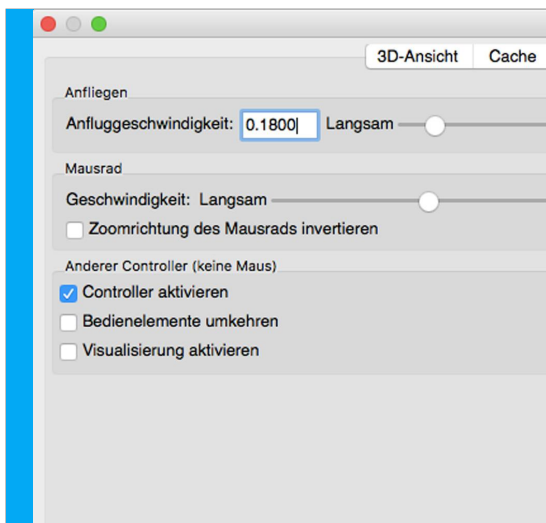 3D-Ansicht Cache
Anfliegen
Anfluggeschwindigkeit: 0.1800 Langsam
Mausrad
Geschwindigkeit: Langsam
Zoomrichtung des Mausrads invertieren
Anderer Controller (keine Maus)
Controller aktivieren
Bedienelemente umkehren
Visualisierung aktivieren